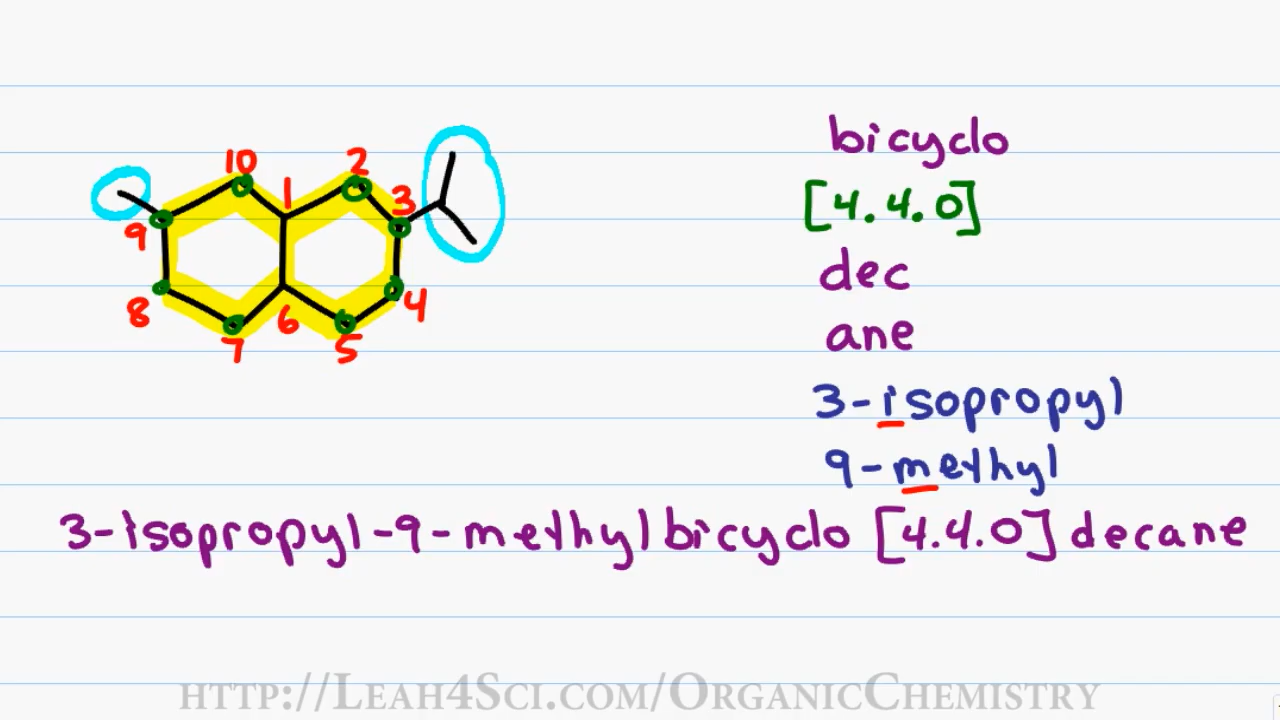 bicyclo
[4.4.0]
10 2
1 3
9
dec
8 6 4
7 5
ane
3-isopropyl
9-methyl
3-isopropyl-9-methylbicyclo [4.4.0] decane
HTTP://LEAH4SCI.COM/ORGANICCHEMISTRY